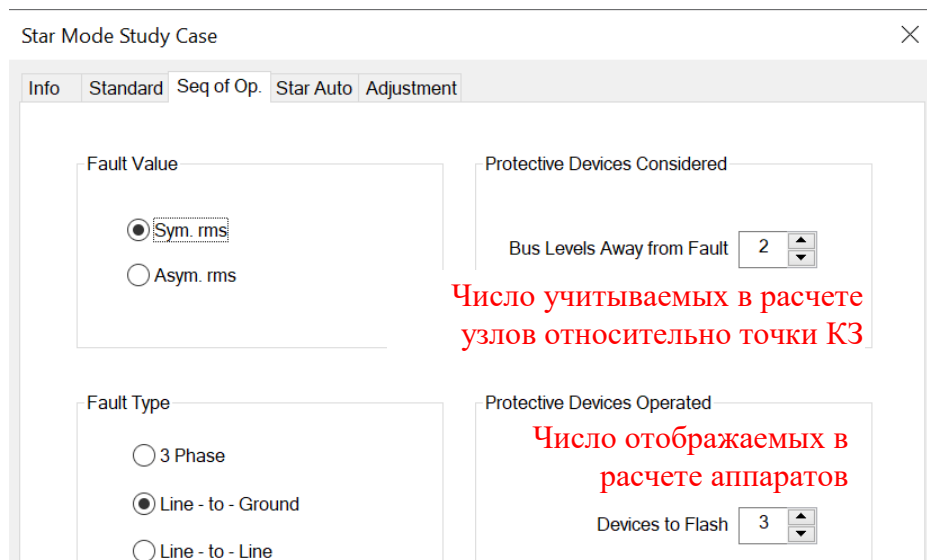 Star Mode Study Case
Info Standard Seq of Op. Star Auto Adjustment
Fault Value
Sym. rms
Asym. rms
Protective Devices Considered
Bus Levels Away from Fault 2
Число учитываемых в расчете
узлов относительно точки КЗ
Fault Type
3 Phase
Line - to - Ground
Line - to - Line
Protective Devices Operated
Число отображаемых в
расчете аппаратов
Devices to Flash 3